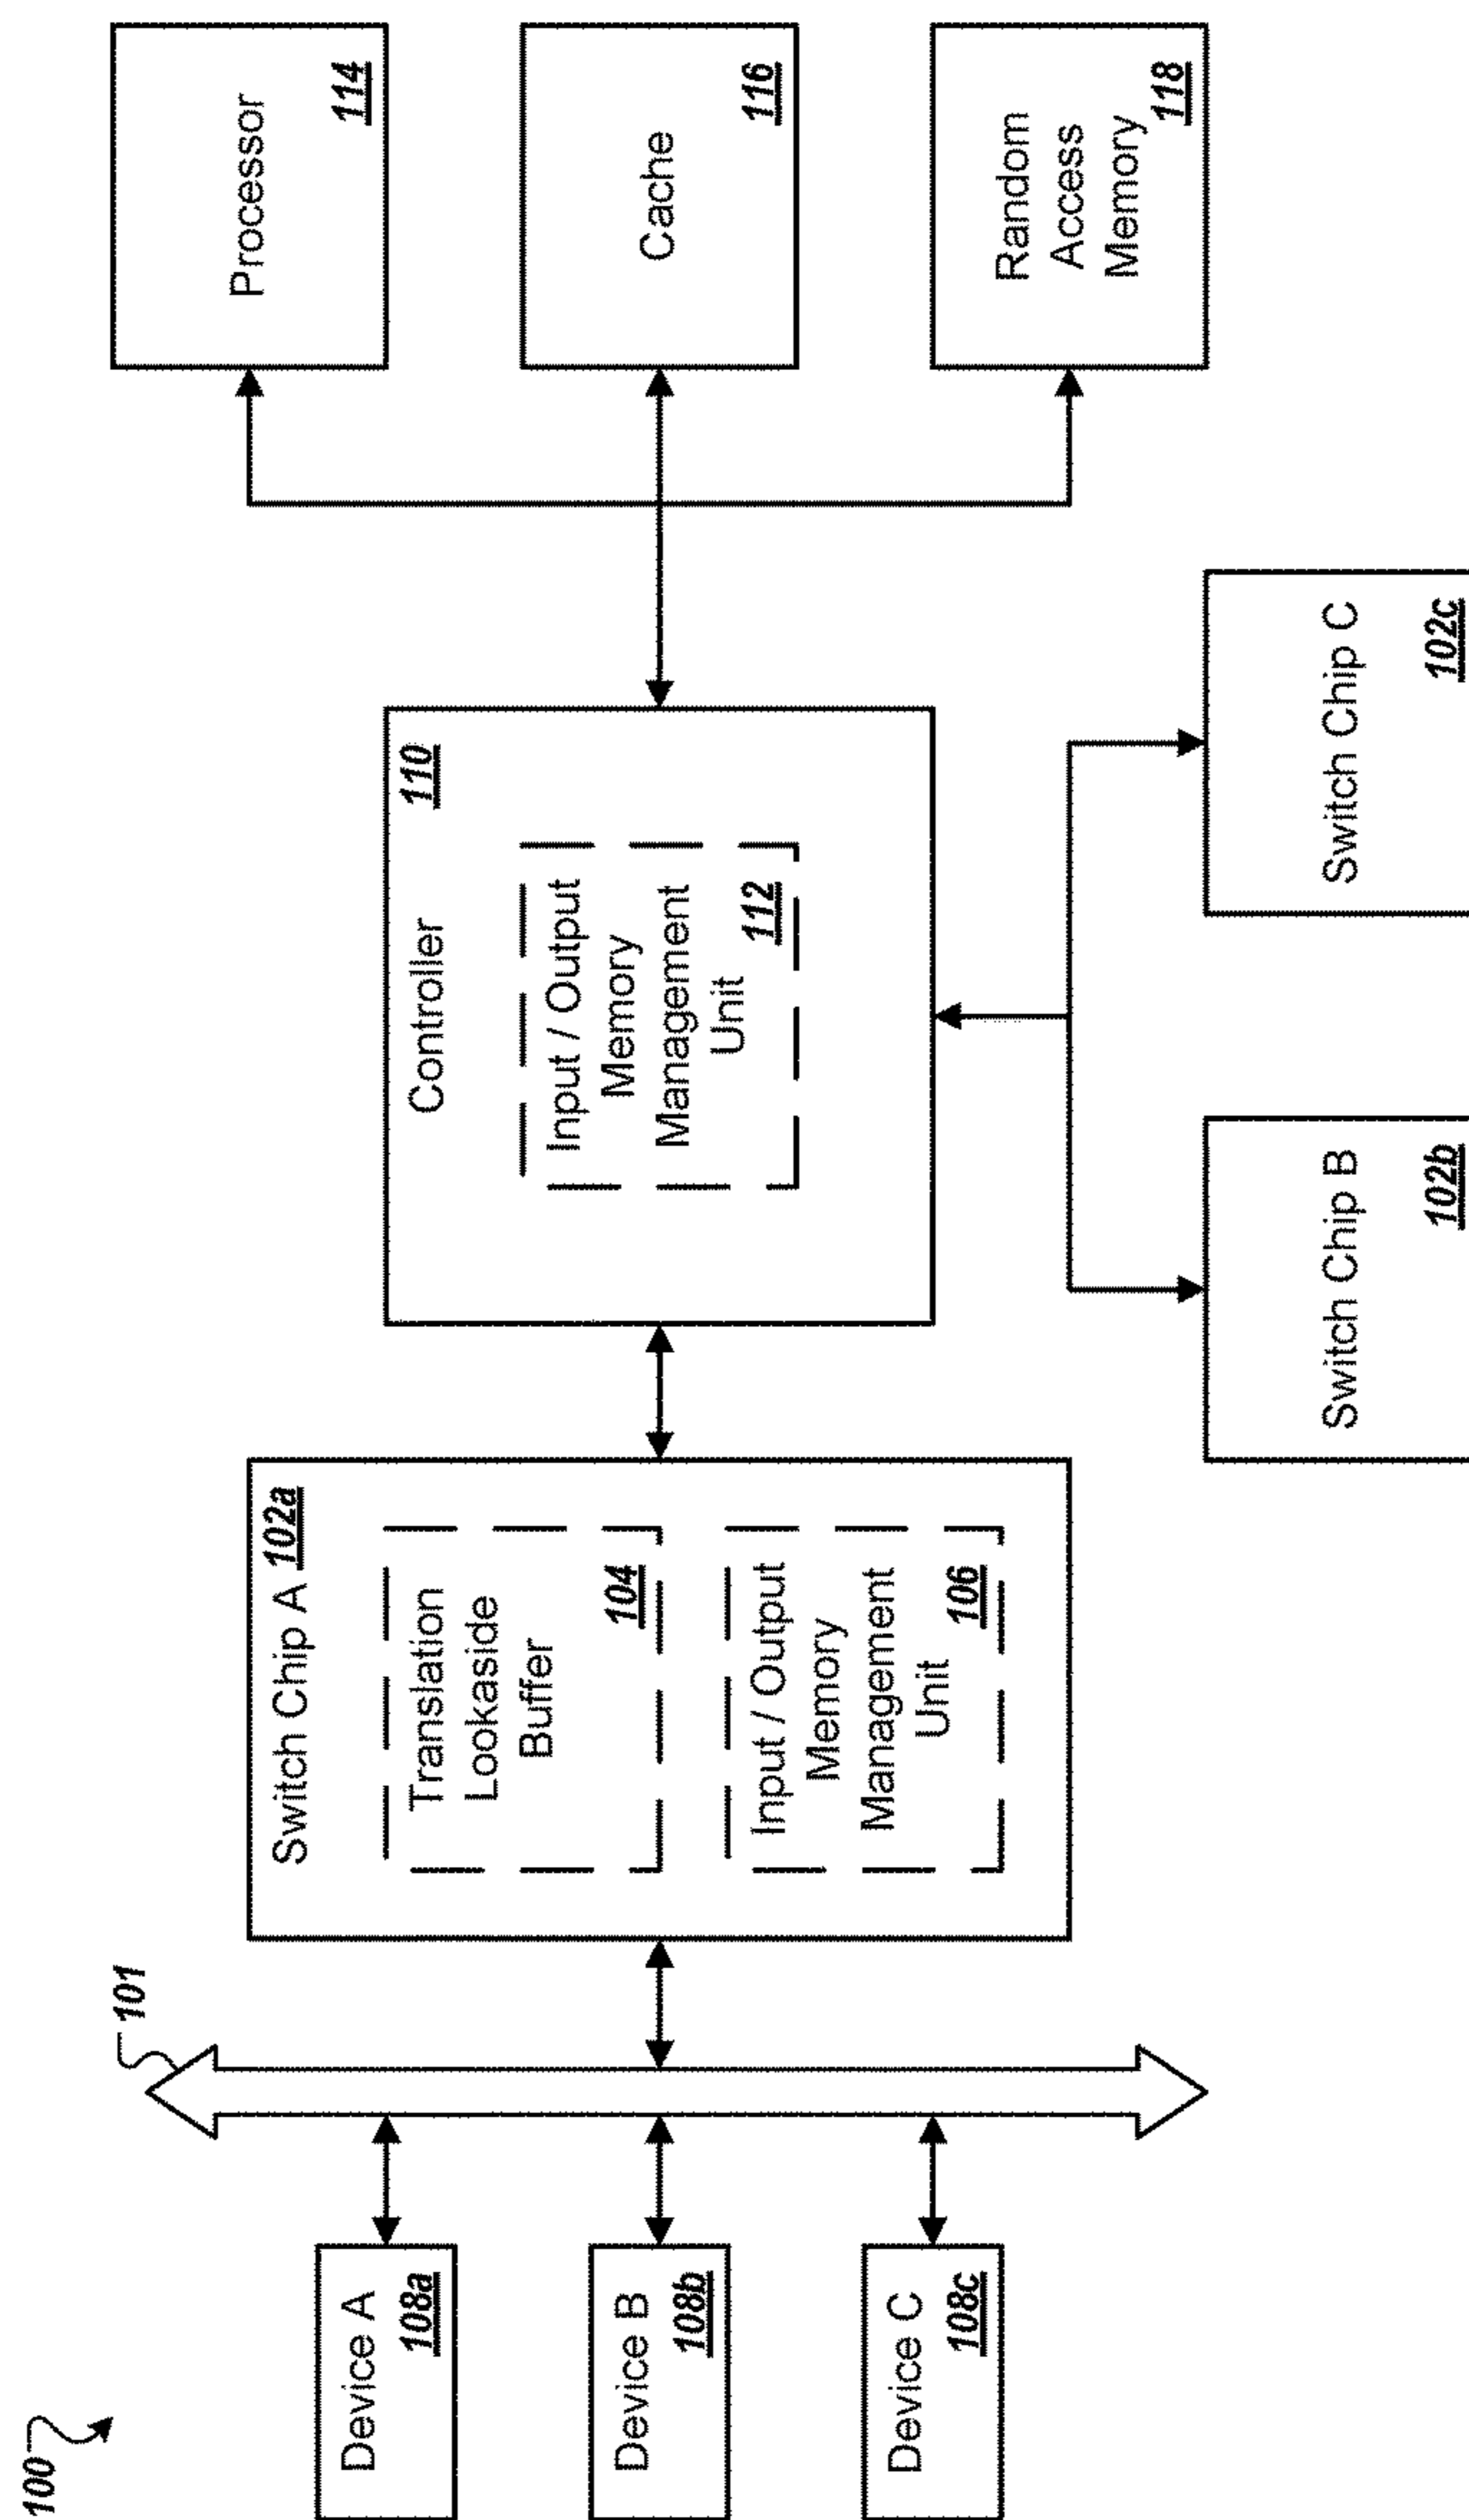 100
Device A
108a
Device B
108b
Device C
108c
101
Switch Chip A 102a
Translation
Lookaside
Buffer
104
Input / Output
Memory
Management
Unit
106
Controller
110
Input / Output
Memory
Management
Unit
112
Switch Chip B
102b
Switch Chip C
102c
Processor
114
Cache
116
Random
Access
Memory
118